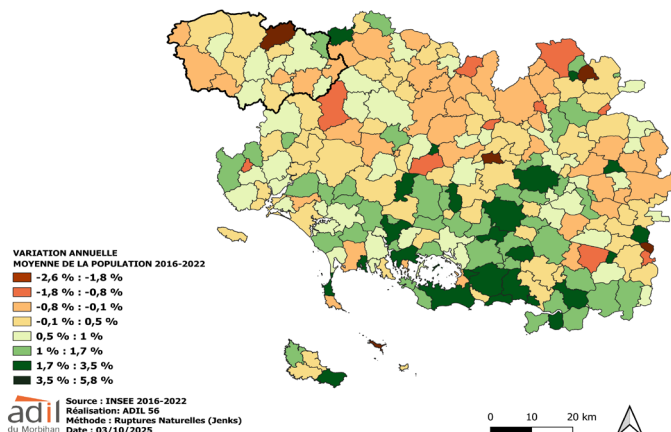 VARIATION ANNUELLE
MOYENNE DE LA POPULATION 2016-2022
-2,6 % : -1,8 %
-1,8 % : -0,8 %
-0,8 % : -0,1 %
-0,1 % : 0,5 %
0,5 % : 1 %
1 % : 1,7 %
1,7 % : 3,5 %
3,5 % : 5,8 %
adil
du Morbihan
Source : INSEE 2016-2022
Réalisation: ADIL 56
Méthode : Ruptures Naturelles (Jenks)
Date : 03/10/2025
0 10 20 km